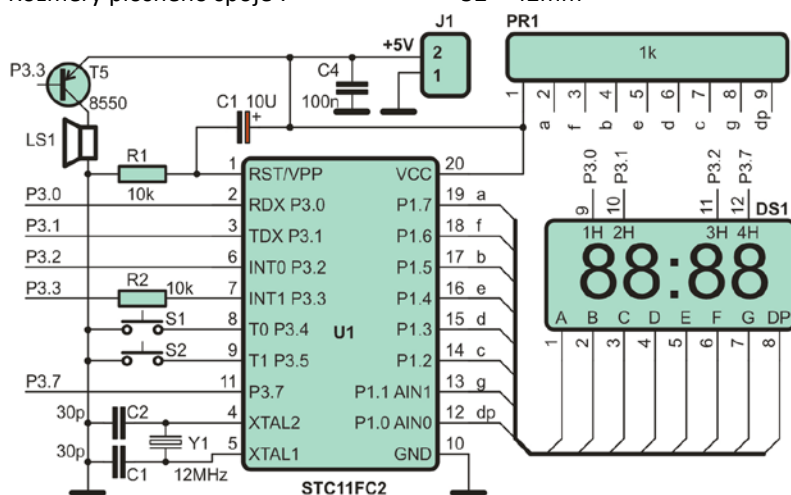 J1
PR1
+5V
2
1
1k
P3.3
T5
8550
C4
100n
C1 10U
+
1 2 3 4 5 6 7 8 9
a f b e d c g dp
LS1
R1
10k
1 RST/VPP
VCC 20
P3.0
2 RDX P3.0
P1.7 19 a
P3.1
3 TDX P3.1
P1.6 18 f
P3.2
6 INT0 P3.2
P1.5 17 b
P3.3
R2
10k
7 INT1 P3.3
P1.4 16 e
S1
8 T0 P3.4
U1
P1.3 15 d
S2
9 T1 P3.5
P1.2 14 c
P3.7
11 P3.7
P1.1 AIN1 13 g
30p
C2
4 XTAL2
P1.0 AIN0 12 dp
30p
Y1
5 XTAL1
GND 10
C1
12MHz
STC11FC2
P3.0 P3.1 P3.2 P3.7
9 10 11 12
DS1
1H 2H 3H 4H
88:88
A B C D E F G DP
1 2 3 4 5 6 7 8